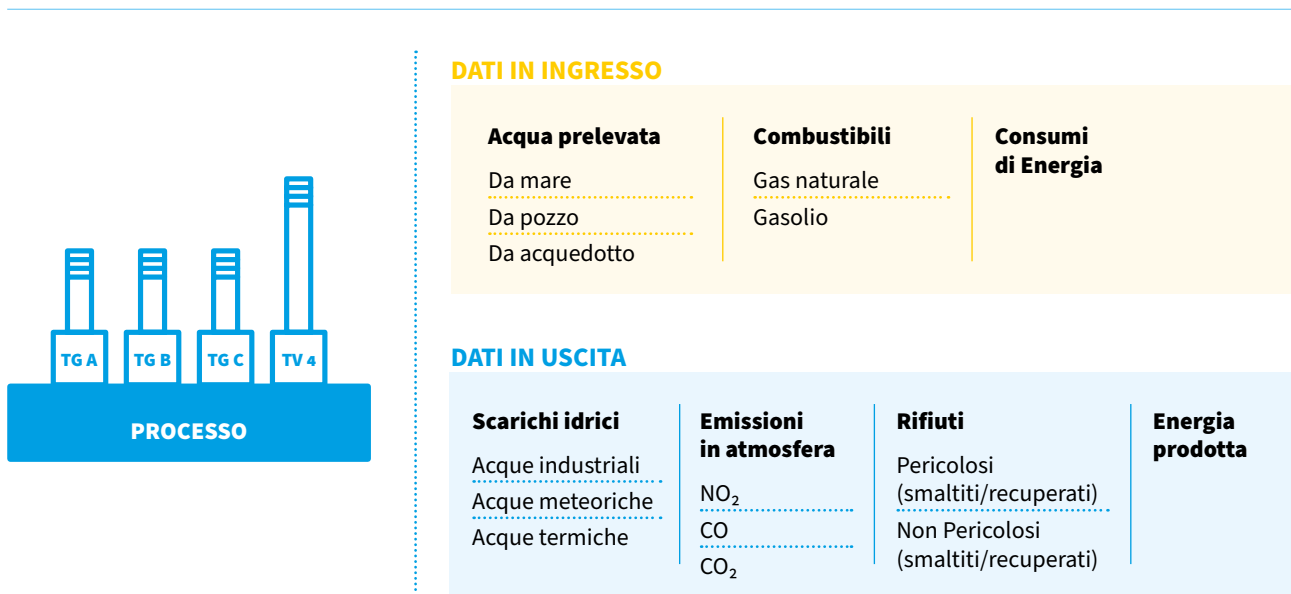 DATI IN INGRESSO
Acqua prelevata
Da mare
Da pozzo
Da acquedotto
Combustibili
Gas naturale
Gasolio
Consumi
di Energia
TG A
TG B
TG C
TV 4
PROCESSO
DATI IN USCITA
Scarichi idrici
Acque industriali
Acque meteoriche
Acque termiche
Emissioni
in atmosfera
NO₂
CO
CO₂
Rifiuti
Pericolosi
(smaltiti/recuperati)
Non Pericolosi
(smaltiti/recuperati)
Energia
prodotta